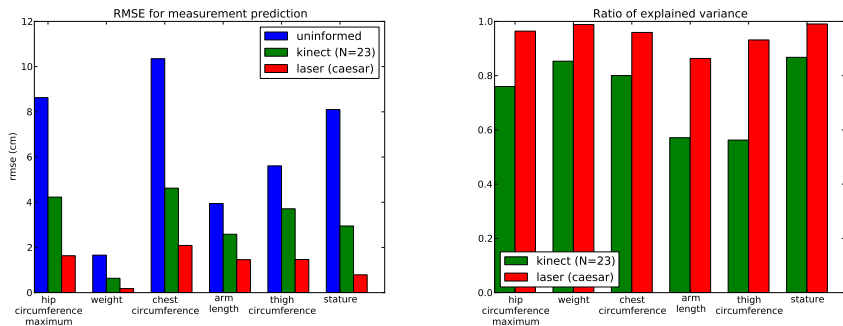 RMSE for measurement prediction
12
10
8
6
4
2
0
rmse (cm)
uninformed
kinect (N=23)
laser (caesar)
hip
circumference
maximum
weight
chest
circumference
arm
length
thigh
circumference
stature
Ratio of explained variance
1.0
0.8
0.6
0.4
0.2
0.0
kinect (N=23)
laser (caesar)
hip
circumference
maximum
weight
chest
circumference
arm
length
thigh
circumference
stature